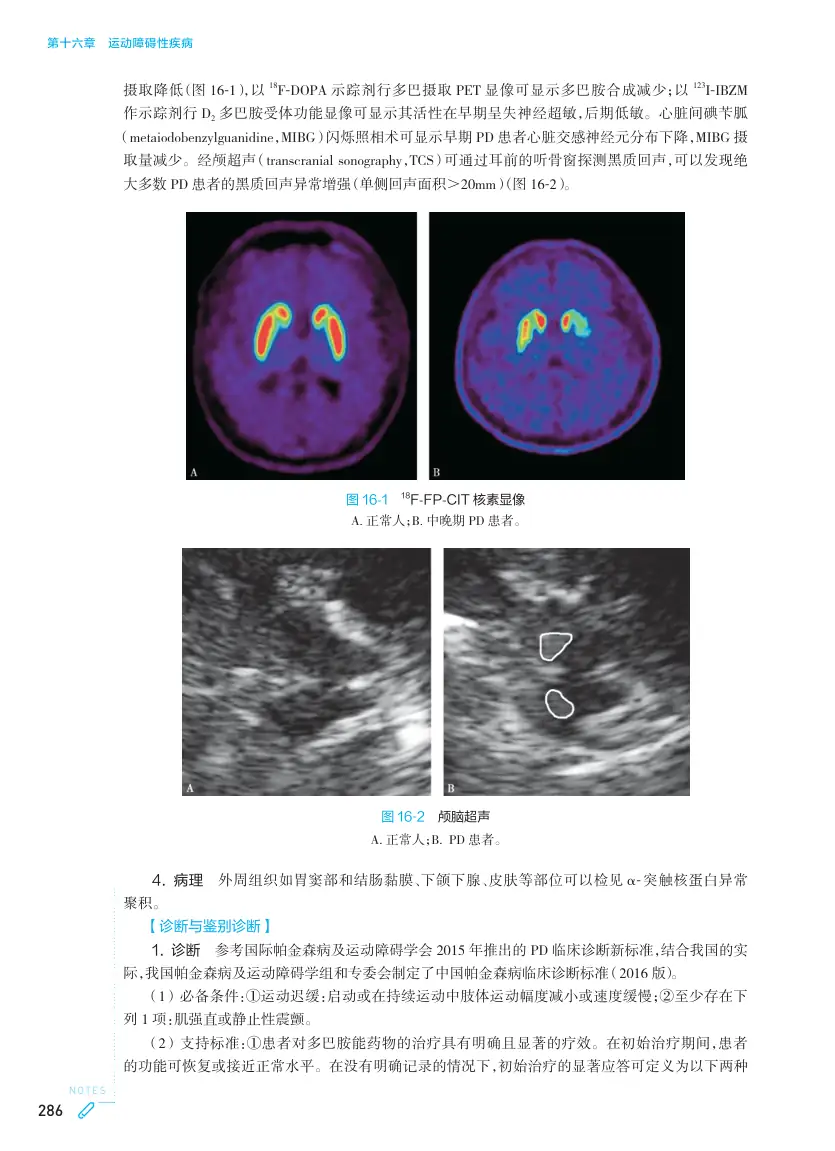 第十六章 运动障碍性疾病
摄取降低(图 16-1),以 ¹⁸F-DOPA 示踪剂行多巴摄取 PET 显像可显示多巴胺合成减少;以 ¹²³I-IBZM
作示踪剂行 D₂ 多巴胺受体功能显像可显示其活性在早期呈失神经超敏,后期低敏。心脏间碘苄胍
(metaiodobenzylguanidine,MIBG)闪烁照相术可显示早期 PD 患者心脏交感神经元分布下降,MIBG 摄
取量减少。经颅超声(transcranial sonography,TCS)可通过耳前的听骨窗探测黑质回声,可以发现绝
大多数 PD 患者的黑质回声异常增强(单侧回声面积>20mm)(图 16-2)。
A
B
图 16-1 ¹⁸F-FP-CIT 核素显像
A. 正常人;B. 中晚期 PD 患者。
A
B
图 16-2 颅脑超声
A. 正常人;B. PD 患者。
4. 病理 外周组织如胃窦部和结肠黏膜、下颌下腺、皮肤等部位可以检见 α- 突触核蛋白异常
聚积。
【诊断与鉴别诊断】
1. 诊断 参考国际帕金森病及运动障碍学会 2015 年推出的 PD 临床诊断新标准,结合我国的实
际,我国帕金森病及运动障碍学组和专委会制定了中国帕金森病临床诊断标准(2016 版)。
(1)必备条件:①运动迟缓:启动或在持续运动中肢体运动幅度减小或速度缓慢;②至少存在下
列 1 项:肌强直或静止性震颤。
(2)支持标准:①患者对多巴胺能药物的治疗具有明确且显著的疗效。在初始治疗期间,患者
的功能可恢复或接近正常水平。在没有明确记录的情况下,初始治疗的显著应答可定义为以下两种
NOTES
286